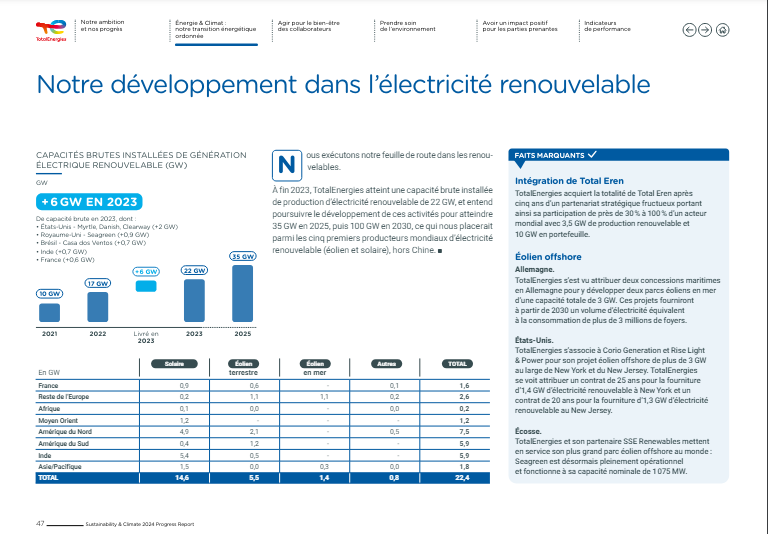 TotalEnergies
Notre ambition
et nos progrès
Énergie & Climat :
notre transition énergétique
ordonnée
Agir pour le bien-être
des collaborateurs
Prendre soin
de l'environnement
Avoir un impact positif
pour les parties prenantes
Indicateurs
de performance
Notre développement dans l'électricité renouvelable
CAPACITÉS BRUTES INSTALLÉES DE GÉNÉRATION
ÉLECTRIQUE RENOUVELABLE (GW)
GW
+ 6 GW EN 2023
De capacité brute en 2023, dont :
• États-Unis - Myrtle, Danish, Clearway (+2 GW)
• Royaume-Uni - Seagreen (+0,9 GW)
• Brésil - Casa dos Ventos (+0,7 GW)
• Inde (+0,7 GW)
• France (+0,6 GW)
10 GW
17 GW
+6 GW
22 GW
35 GW
2021
2022
Livré en
2023
2023
2025
Nous exécutons notre feuille de route dans les renou-
velables.
À fin 2023, TotalEnergies atteint une capacité brute installée
de production d'électricité renouvelable de 22 GW, et entend
poursuivre le développement de ces activités pour atteindre
35 GW en 2025, puis 100 GW en 2030, ce qui nous placerait
parmi les cinq premiers producteurs mondiaux d'électricité
renouvelable (éolien et solaire), hors Chine. ■
En GW Solaire Éolien terrestre Éolien en mer Autres TOTAL
France 0,9 0,6 - 0,1 1,6
Reste de l'Europe 0,2 1,1 1,1 0,2 2,6
Afrique 0,1 0,0 - 0,0 0,2
Moyen Orient 1,2 - - - 1,2
Amérique du Nord 4,9 2,1 - 0,5 7,5
Amérique du Sud 0,4 1,2 - - 5,9
Inde 5,4 0,5 - - 5,9
Asie/Pacifique 1,5 0,0 0,3 0,0 1,8
TOTAL 14,6 5,5 1,4 0,8 22,4
FAITS MARQUANTS
Intégration de Total Eren
TotalEnergies acquiert la totalité de Total Eren après
cinq ans d'un partenariat stratégique fructueux portant
ainsi sa participation de près de 30 % à 100 % d'un acteur
mondial avec 3,5 GW de production renouvelable et
10 GW en portefeuille.
Éolien offshore
Allemagne.
TotalEnergies s'est vu attribuer deux concessions maritimes
en Allemagne pour y développer deux parcs éoliens en mer
d'une capacité totale de 3 GW. Ces projets fourniront
à partir de 2030 un volume d'électricité équivalent
à la consommation de plus de 3 millions de foyers.
États-Unis.
TotalEnergies s'associe à Corio Generation et Rise Light
& Power pour son projet éolien offshore de plus de 3 GW
au large de New York et du New Jersey. TotalEnergies
se voit attribuer un contrat de 25 ans pour la fourniture
d'1,4 GW d'électricité renouvelable à New York et un
contrat de 20 ans pour la fourniture d'1,3 GW d'électricité
renouvelable au New Jersey.
Écosse.
TotalEnergies et son partenaire SSE Renewables mettent
en service son plus grand parc éolien offshore au monde :
Seagreen est désormais pleinement opérationnel
et fonctionne à sa capacité nominale de 1 075 MW.
47 Sustainability & Climate 2024 Progress Report